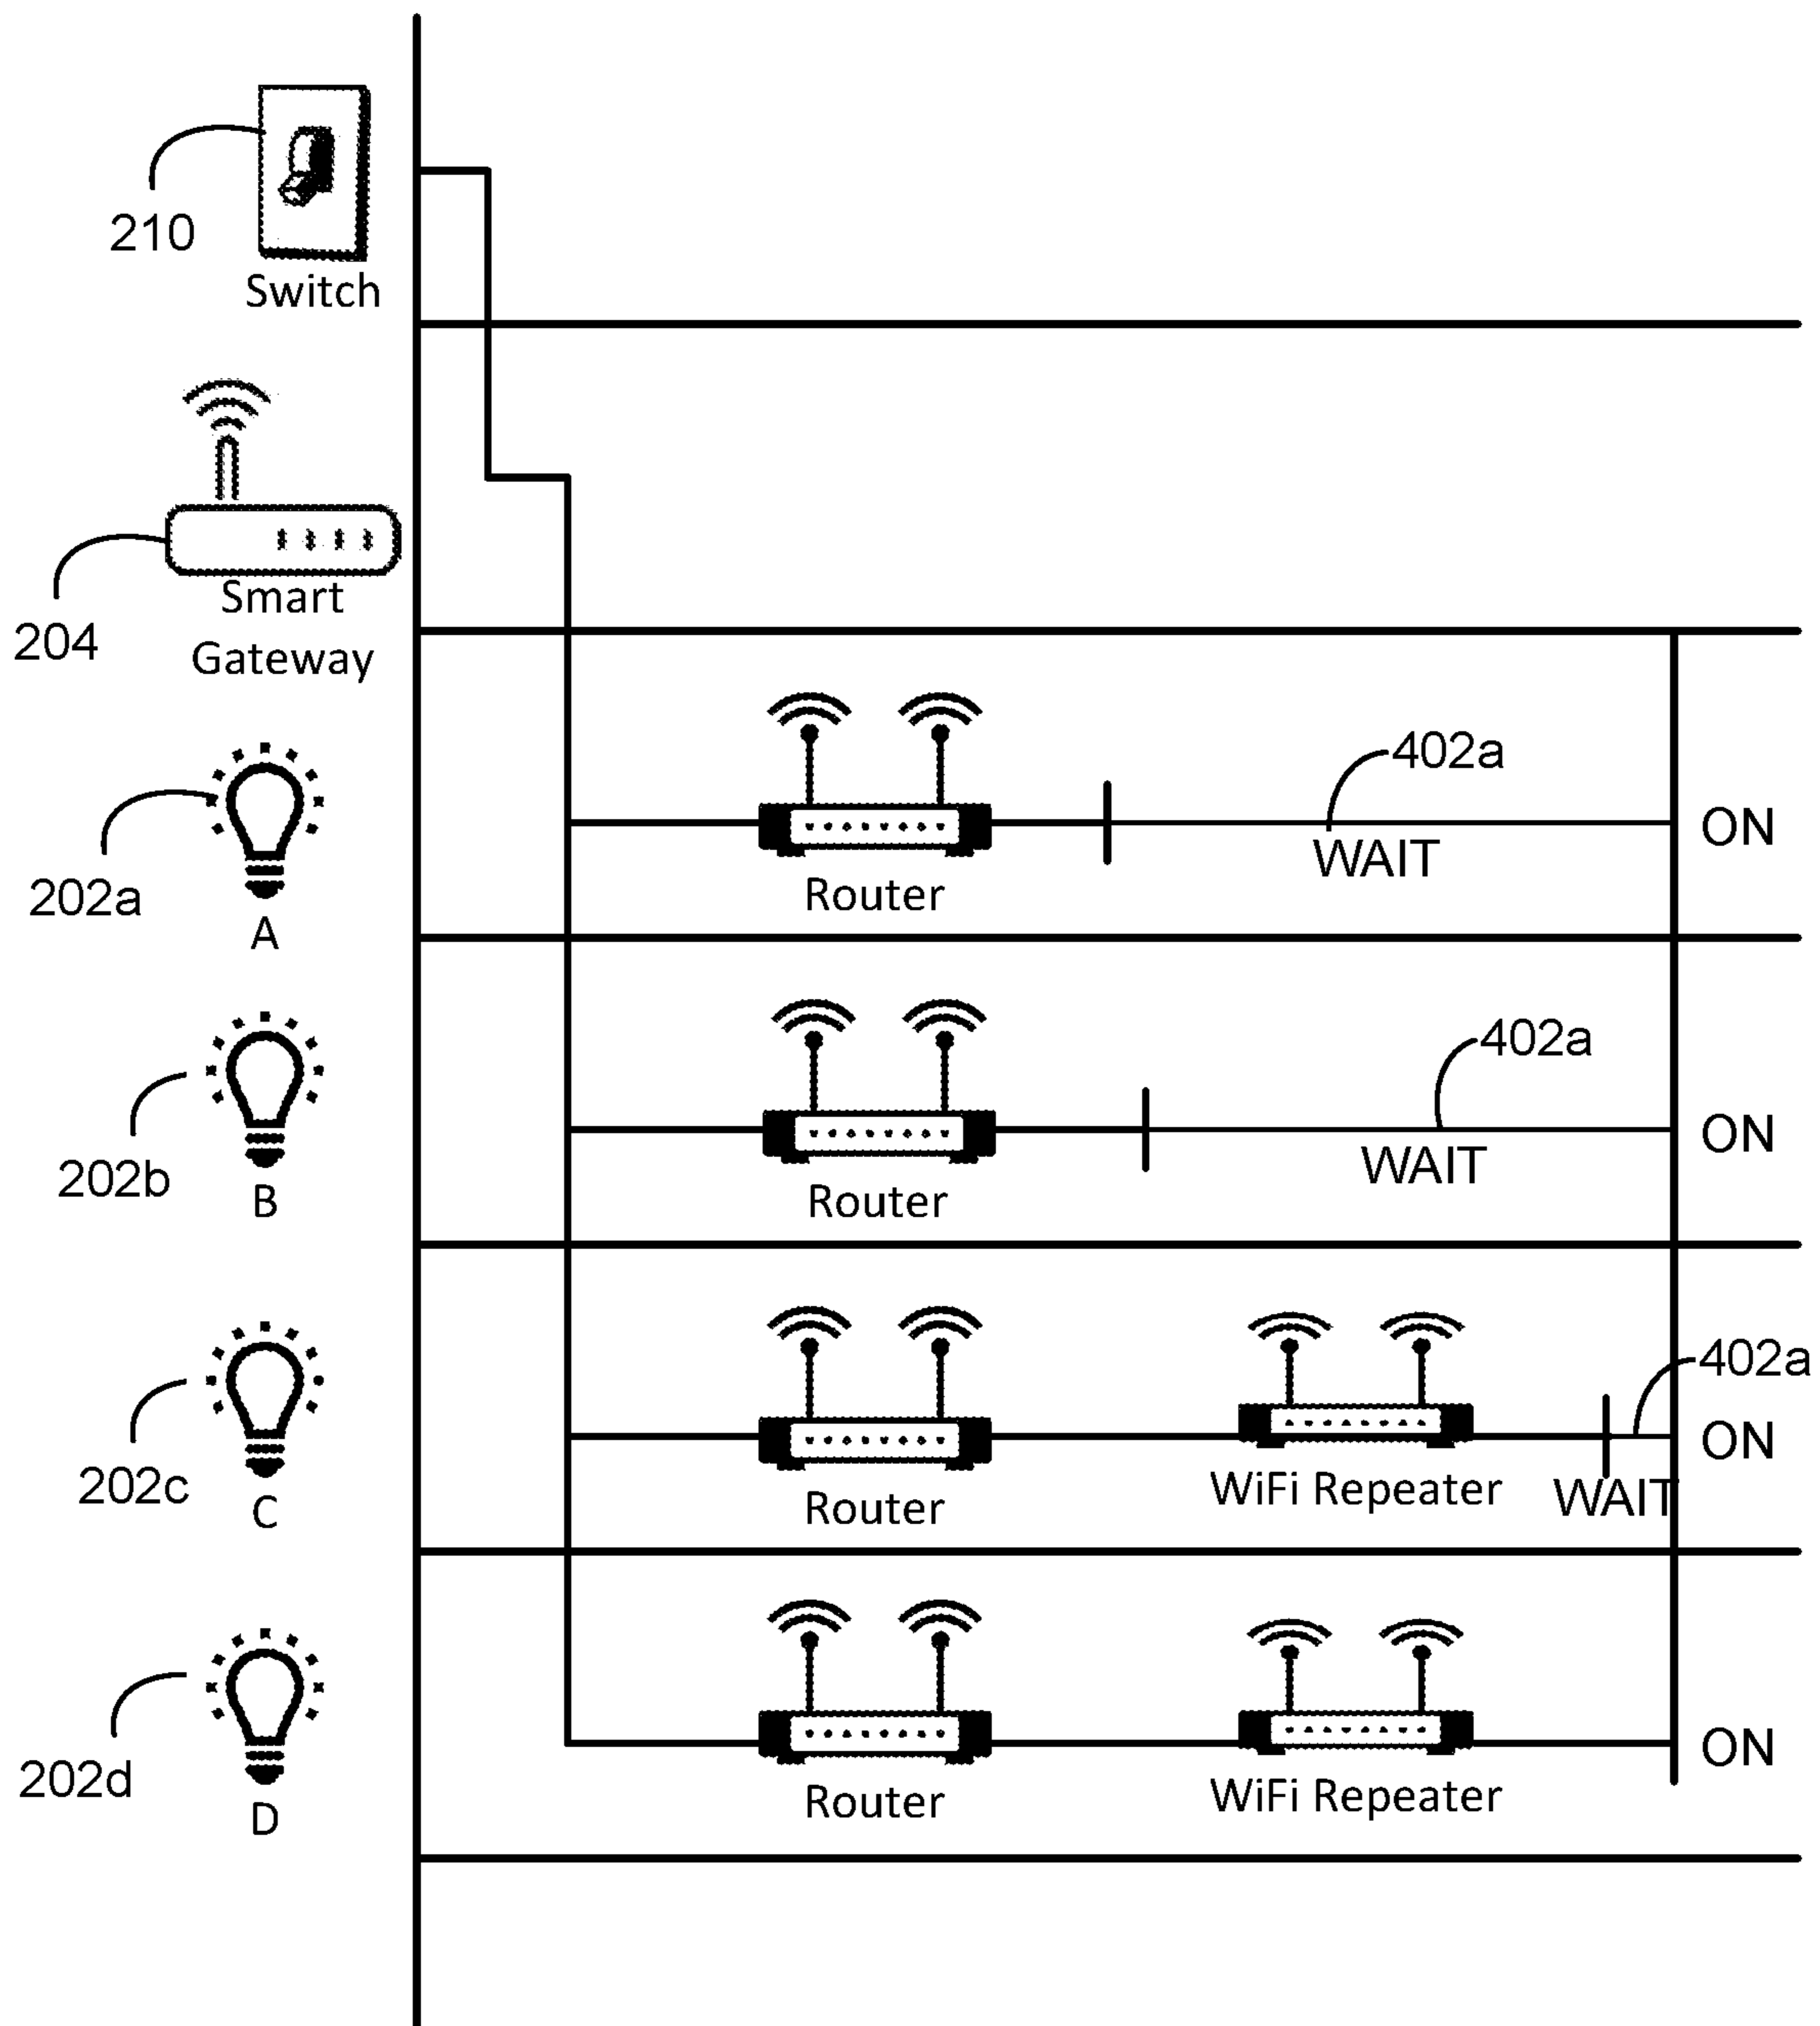 210
Switch
204
Smart
Gateway
402a
ON
WAIT
Router
202a
A
402a
ON
WAIT
Router
202b
B
402a
ON
WiFi Repeater
WAIT
Router
202c
C
ON
Router
WiFi Repeater
202d
D